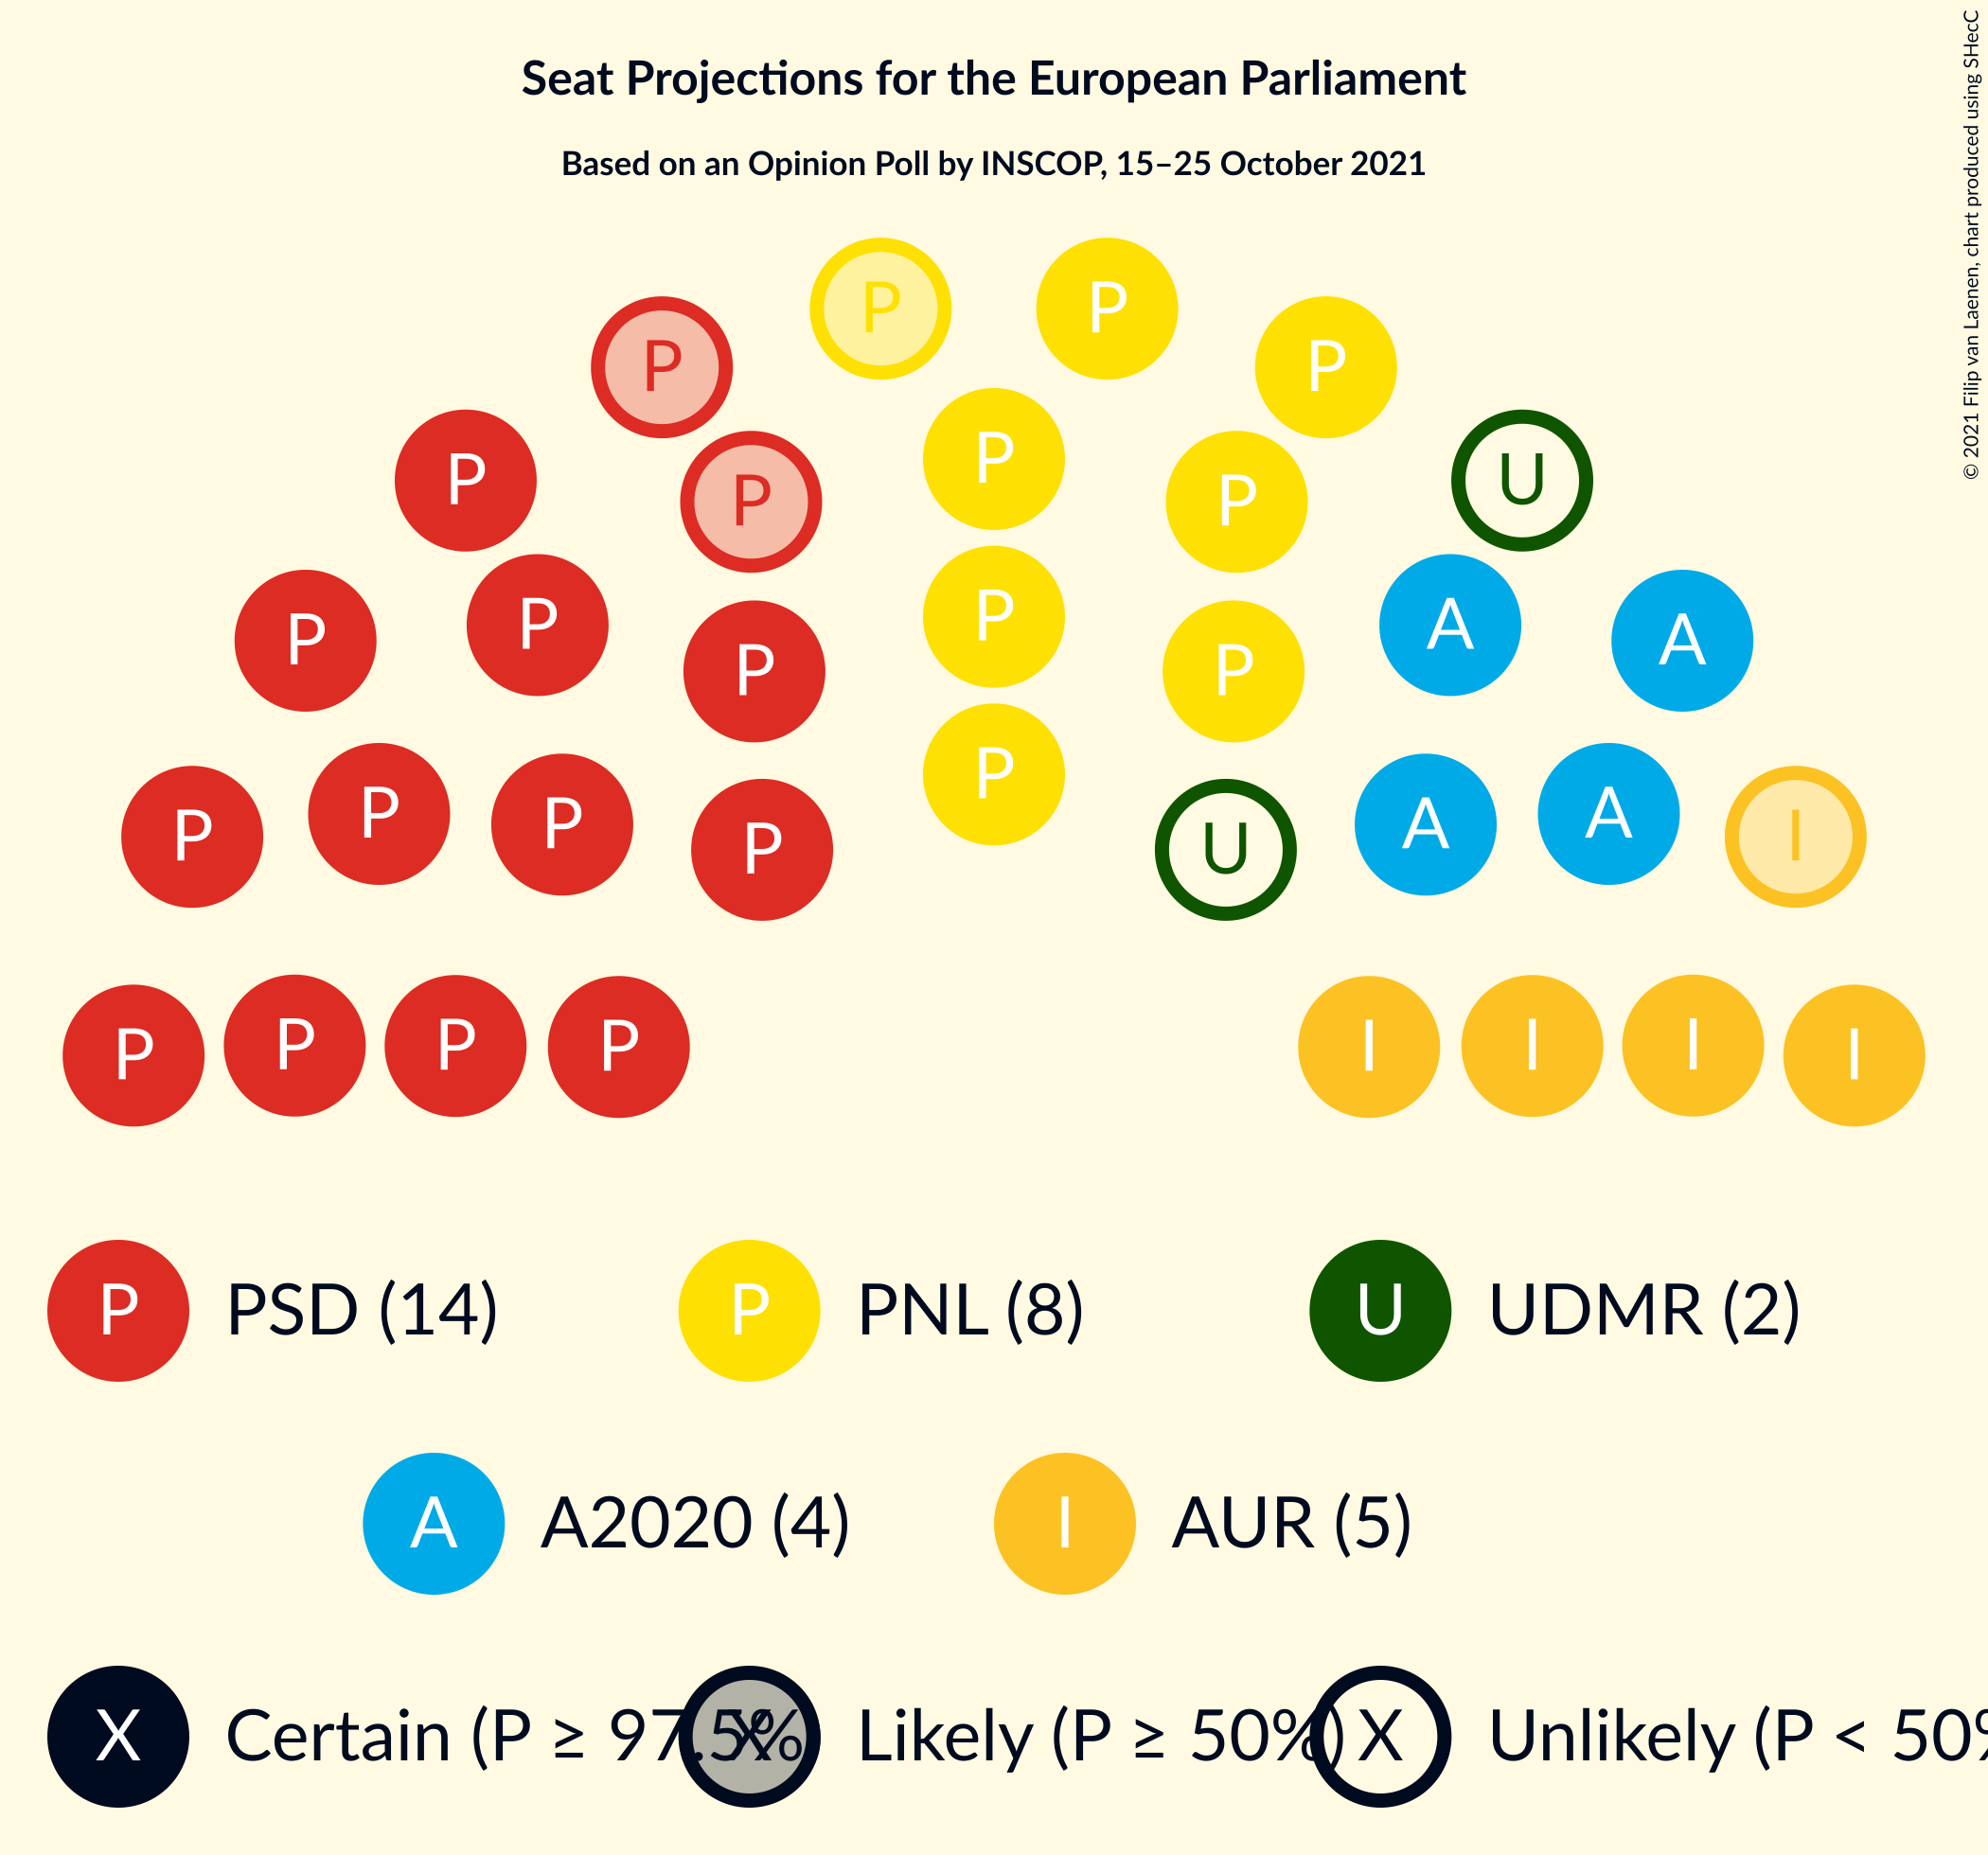 Seat Projections for the European Parliament
Based on an Opinion Poll by INSCOP, 15–25 October 2021
© 2021 Filip van Laenen, chart produced using SHecC
P P P
P P
P P P
P P U
P P P A A
P P P
P P P A A I
P U
P P P P I I I I
P PSD (14) P PNL (8) U UDMR (2)
A A2020 (4) I AUR (5)
X Certain (P ≥ 97.5% X Likely (P ≥ 50%) X Unlikely (P < 50%